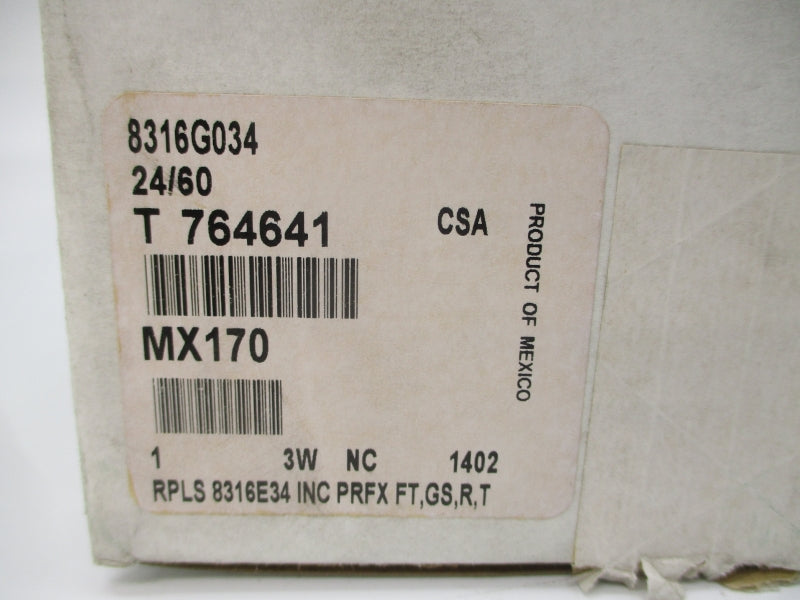 8316G034
24/60
T 764641 CSA
MX170
1 3W NC 1402
RPLS 8316E34 INC PRFX FT,GS,R,T
PRODUCT OF MEXICO